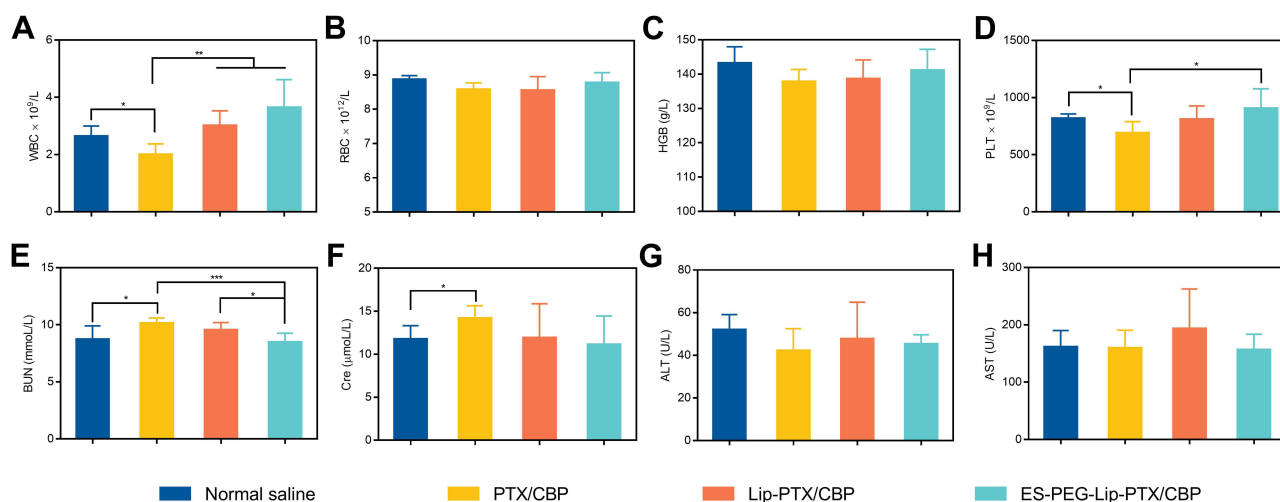 A
WBC × 10⁹/L
6
4
2
0
*
**
B
RBC × 10¹²/L
10
9
8
7
6
5
C
HGB (g/L)
150
140
130
120
110
100
D
PLT × 10⁹/L
1500
1000
500
0
*
*
E
BUN (mmoL/L)
15
10
5
0
*
***
*
F
Cre (μmoL/L)
20
15
10
5
0
*
G
ALT (U/L)
80
60
40
20
0
H
AST (U/L)
300
200
100
0
Normal saline PTX/CBP Lip-PTX/CBP ES-PEG-Lip-PTX/CBP